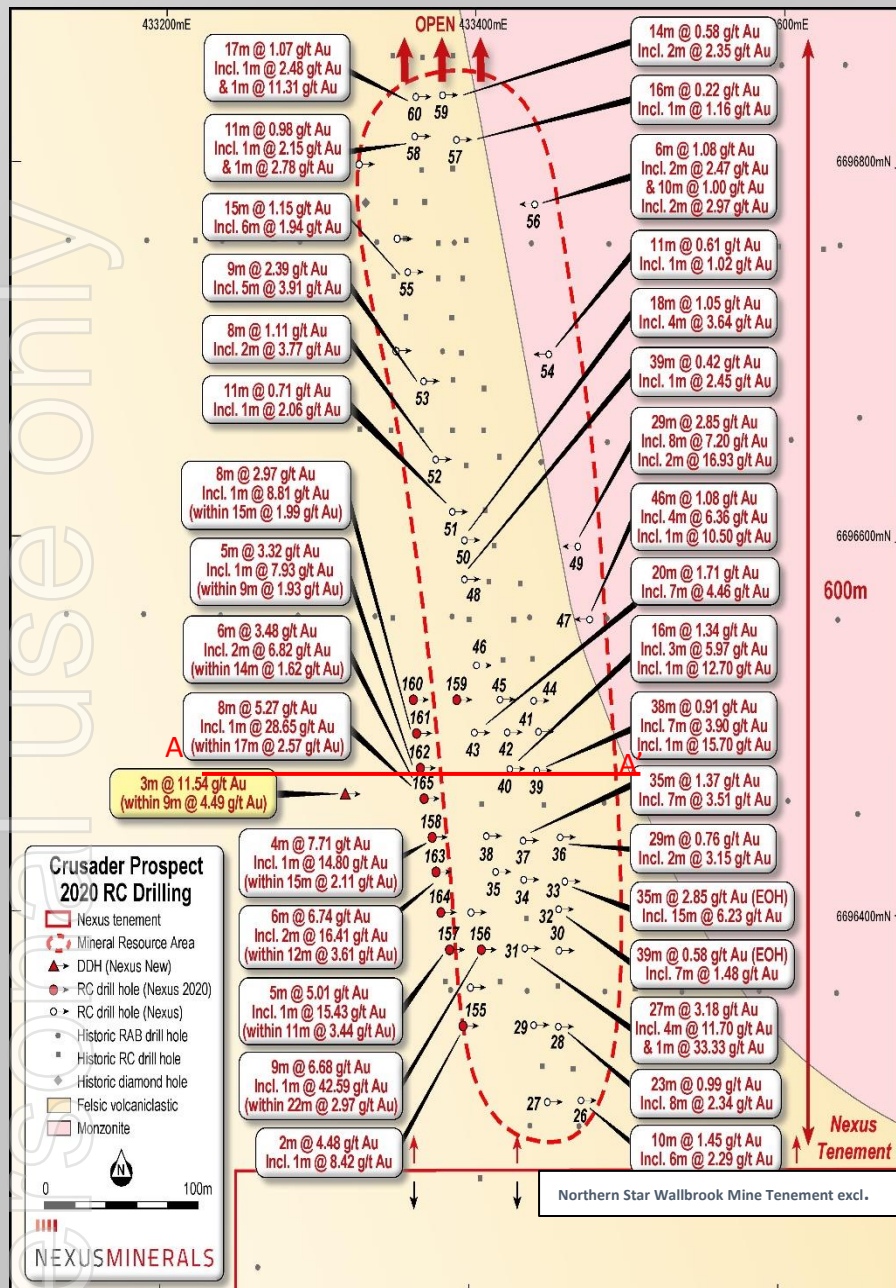 433200mE
OPEN
433400mE
600mE
17m @ 1.07 g/t Au
Incl. 1m @ 2.48 g/t Au
& 1m @ 11.31 g/t Au
14m @ 0.58 g/t Au
Incl. 2m @ 2.35 g/t Au
60
59
16m @ 0.22 g/t Au
Incl. 1m @ 1.16 g/t Au
11m @ 0.98 g/t Au
Incl. 1m @ 2.15 g/t Au
& 1m @ 2.78 g/t Au
58
57
6m @ 1.08 g/t Au
Incl. 2m @ 2.47 g/t Au
& 10m @ 1.00 g/t Au
Incl. 2m @ 2.97 g/t Au
6696800mN
56
15m @ 1.15 g/t Au
Incl. 6m @ 1.94 g/t Au
55
11m @ 0.61 g/t Au
Incl. 1m @ 1.02 g/t Au
9m @ 2.39 g/t Au
Incl. 5m @ 3.91 g/t Au
18m @ 1.05 g/t Au
Incl. 4m @ 3.64 g/t Au
8m @ 1.11 g/t Au
Incl. 2m @ 3.77 g/t Au
54
39m @ 0.42 g/t Au
Incl. 1m @ 2.45 g/t Au
53
11m @ 0.71 g/t Au
Incl. 1m @ 2.06 g/t Au
29m @ 2.85 g/t Au
Incl. 8m @ 7.20 g/t Au
Incl. 2m @ 16.93 g/t Au
52
8m @ 2.97 g/t Au
Incl. 1m @ 8.81 g/t Au
(within 15m @ 1.99 g/t Au)
51
50
49
46m @ 1.08 g/t Au
Incl. 4m @ 6.36 g/t Au
Incl. 1m @ 10.50 g/t Au
6696600mN
5m @ 3.32 g/t Au
Incl. 1m @ 7.93 g/t Au
(within 9m @ 1.93 g/t Au)
48
47
20m @ 1.71 g/t Au
Incl. 7m @ 4.46 g/t Au
600m
6m @ 3.48 g/t Au
Incl. 2m @ 6.82 g/t Au
(within 14m @ 1.62 g/t Au)
46
16m @ 1.34 g/t Au
Incl. 3m @ 5.97 g/t Au
Incl. 1m @ 12.70 g/t Au
160
159
45
44
8m @ 5.27 g/t Au
Incl. 1m @ 28.65 g/t Au
(within 17m @ 2.57 g/t Au)
161
41
38m @ 0.91 g/t Au
Incl. 7m @ 3.90 g/t Au
Incl. 1m @ 15.70 g/t Au
43
42
162
A
A'
40
39
3m @ 11.54 g/t Au
(within 9m @ 4.49 g/t Au)
165
35m @ 1.37 g/t Au
Incl. 7m @ 3.51 g/t Au
158
38
37
36
29m @ 0.76 g/t Au
Incl. 2m @ 3.15 g/t Au
4m @ 7.71 g/t Au
Incl. 1m @ 14.80 g/t Au
(within 15m @ 2.11 g/t Au)
163
35
34
33
35m @ 2.85 g/t Au (EOH)
Incl. 15m @ 6.23 g/t Au
164
32
6696400mN
6m @ 6.74 g/t Au
Incl. 2m @ 16.41 g/t Au
(within 12m @ 3.61 g/t Au)
157
156
31
30
39m @ 0.58 g/t Au (EOH)
Incl. 7m @ 1.48 g/t Au
5m @ 5.01 g/t Au
Incl. 1m @ 15.43 g/t Au
(within 11m @ 3.44 g/t Au)
155
27m @ 3.18 g/t Au
Incl. 4m @ 11.70 g/t Au
& 1m @ 33.33 g/t Au
29
28
9m @ 6.68 g/t Au
Incl. 1m @ 42.59 g/t Au
(within 22m @ 2.97 g/t Au)
23m @ 0.99 g/t Au
Incl. 8m @ 2.34 g/t Au
27
26
2m @ 4.48 g/t Au
Incl. 1m @ 8.42 g/t Au
10m @ 1.45 g/t Au
Incl. 6m @ 2.29 g/t Au
Nexus
Tenement
Northern Star Wallbrook Mine Tenement excl.
Crusader Prospect
2020 RC Drilling
Nexus tenement
Mineral Resource Area
DDH (Nexus New)
RC drill hole (Nexus 2020)
RC drill hole (Nexus)
Historic RAB drill hole
Historic RC drill hole
Historic diamond hole
Felsic volcaniclastic
Monzonite
N
0 100m
NEXUSMINERALS
ersonal use only